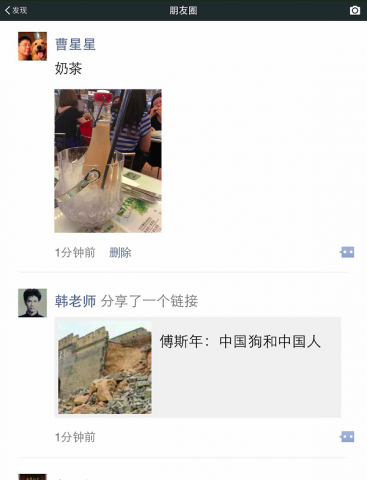 发现
朋友圈
曹星星
奶茶
1分钟前 删除
韩老师 分享了一个链接
傅斯年：中国狗和中国人
1分钟前